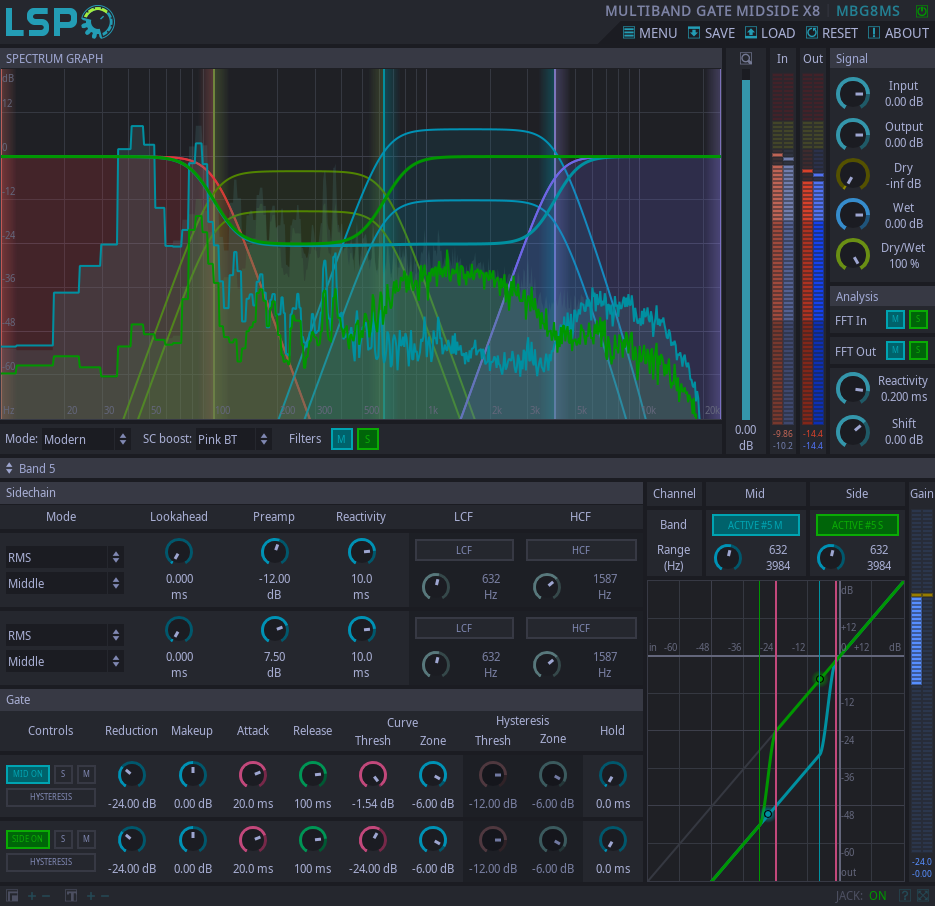 LSP
MULTIBAND GATE MIDSIDE X8 MBG8MS
MENU SAVE LOAD RESET ABOUT
SPECTRUM GRAPH
In Out
Signal
dB
12
0
-12
-24
-36
-48
-60
Hz 20 30 50 100 200 300 500 1k 2k 3k 5k 10k 20k
0.00
dB
-9.86 -14.4
-10.2 -14.4
Input
0.00 dB
Output
0.00 dB
Dry
-inf dB
Wet
0.00 dB
Dry/Wet
100 %
Analysis
FFT In M S
FFT Out M S
Reactivity
0.200 ms
Shift
0.00 dB
Mode: Modern SC boost: Pink BT Filters M S
Band 5
Sidechain
Mode Lookahead Preamp Reactivity LCF HCF
RMS
Middle
0.000
ms
-12.00
dB
10.0
ms
LCF
632
Hz
HCF
1587
Hz
RMS
Middle
0.000
ms
7.50
dB
10.0
ms
LCF
632
Hz
HCF
1587
Hz
Channel Mid Side Gain
Band ACTIVE #5 M ACTIVE #5 S
Range
(Hz)
632
3984
632
3984
dB
+12
in -60 -48 -36 -24 -12 0 +12 dB
-12
-24
-36
-48
-60
out
-24.0
-0.00
Gate
Controls Reduction Makeup Attack Release Curve Hysteresis Hold
Thresh Zone Thresh Zone
MID ON S M
HYSTERESIS
-24.00 dB 0.00 dB 20.0 ms 100 ms -1.54 dB -6.00 dB -12.00 dB -6.00 dB 0.0 ms
SIDE ON S M
HYSTERESIS
-24.00 dB 0.00 dB 20.0 ms 100 ms -24.00 dB -6.00 dB -12.00 dB -6.00 dB 0.0 ms
JACK: ON